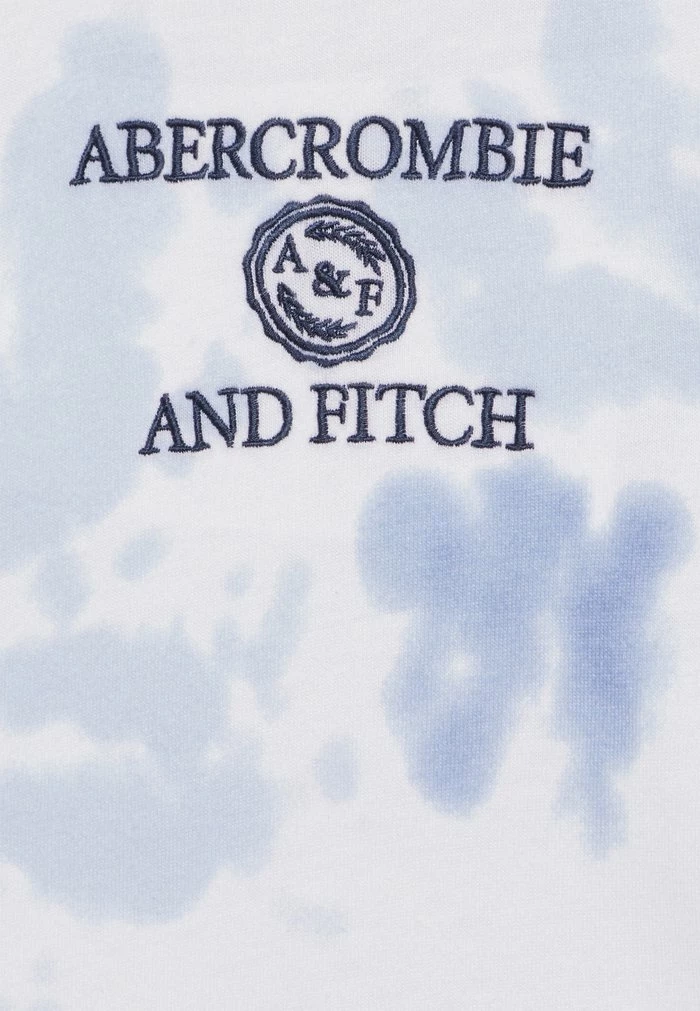 ABERCROMBIE
A & F
AND FITCH